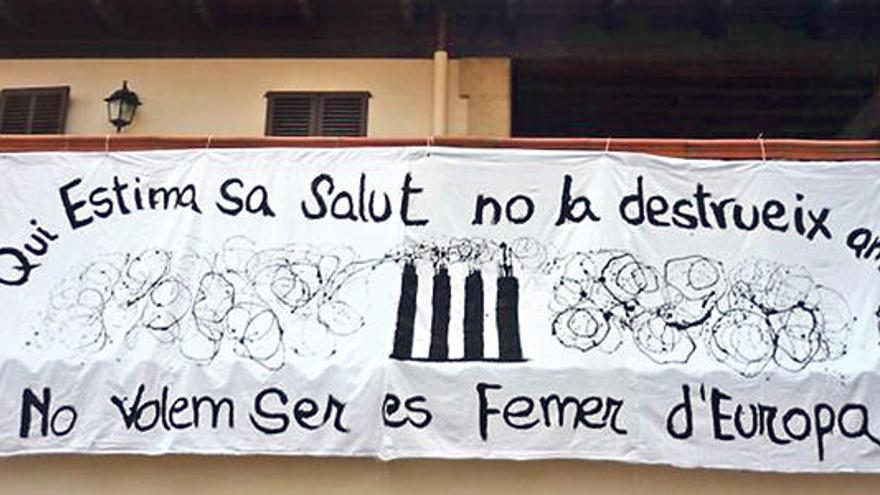 Qui Estima sa Salut no la destrueix
No Volem Ser es Femer d'Europa